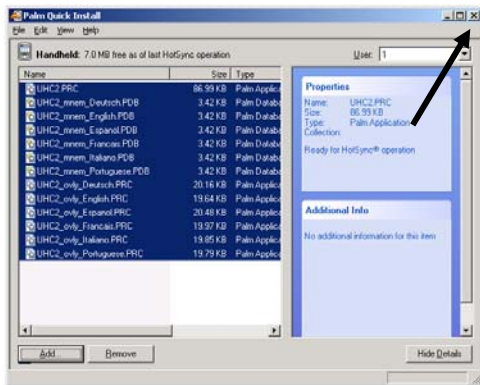 Palm Quick Install
File Edit View Help
Handheld: 7.0 MB free as of last HotSync operation User: 1
Name Size Type
UHC2.PRC 86.99 KB Palm Applica
UHC2_mnem_Deutsch.PDB 3.42 KB Palm Databa
UHC2_mnem_English.PDB 3.42 KB Palm Databa
UHC2_mnem_Espanol.PDB 3.42 KB Palm Databa
UHC2_mnem_Francais.PDB 3.42 KB Palm Databa
UHC2_mnem_Italiano.PDB 3.42 KB Palm Databa
UHC2_mnem_Portuguese.PDB 3.42 KB Palm Databa
UHC2_ovly_Deutsch.PRC 20.16 KB Palm Applica
UHC2_ovly_English.PRC 19.64 KB Palm Applica
UHC2_ovly_Espanol.PRC 20.48 KB Palm Applica
UHC2_ovly_Francais.PRC 19.97 KB Palm Applica
UHC2_ovly_Italiano.PRC 19.85 KB Palm Applica
UHC2_ovly_Portuguese.PRC 19.79 KB Palm Applica
Properties
Name: UHC2.PRC
Size: 86.99 KB
Type: Palm Application
Collection:
Ready for HotSync® operation
Additional Info
No additional information for this item
Add... Remove Hide Details